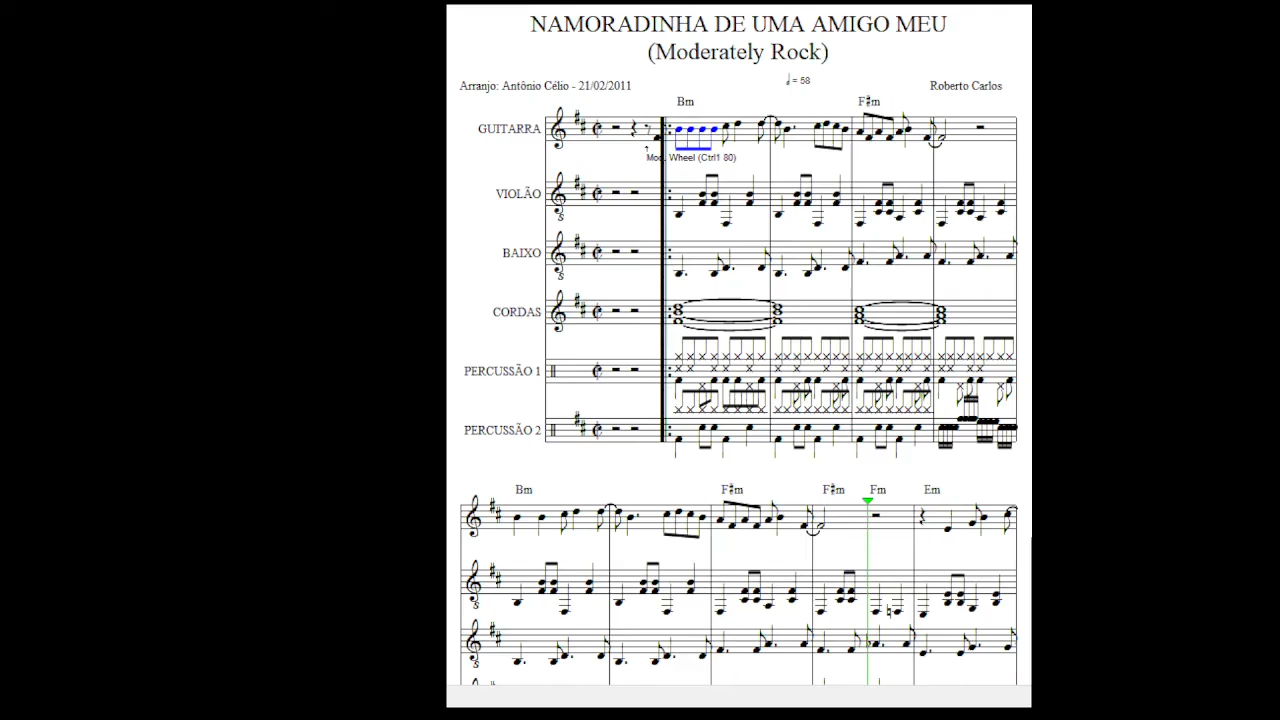 NAMORADINHA DE UMA AMIGO MEU
(Moderately Rock)
= 58
Arranjo: Antônio Célio - 21/02/2011
Roberto Carlos
Bm F#m
GUITARRA
Wheel (Ctrl1 80)
VIOLÃO
BAIXO
CORDAS
PERCUSSÃO 1
PERCUSSÃO 2
Bm F#m F#m Fm Em